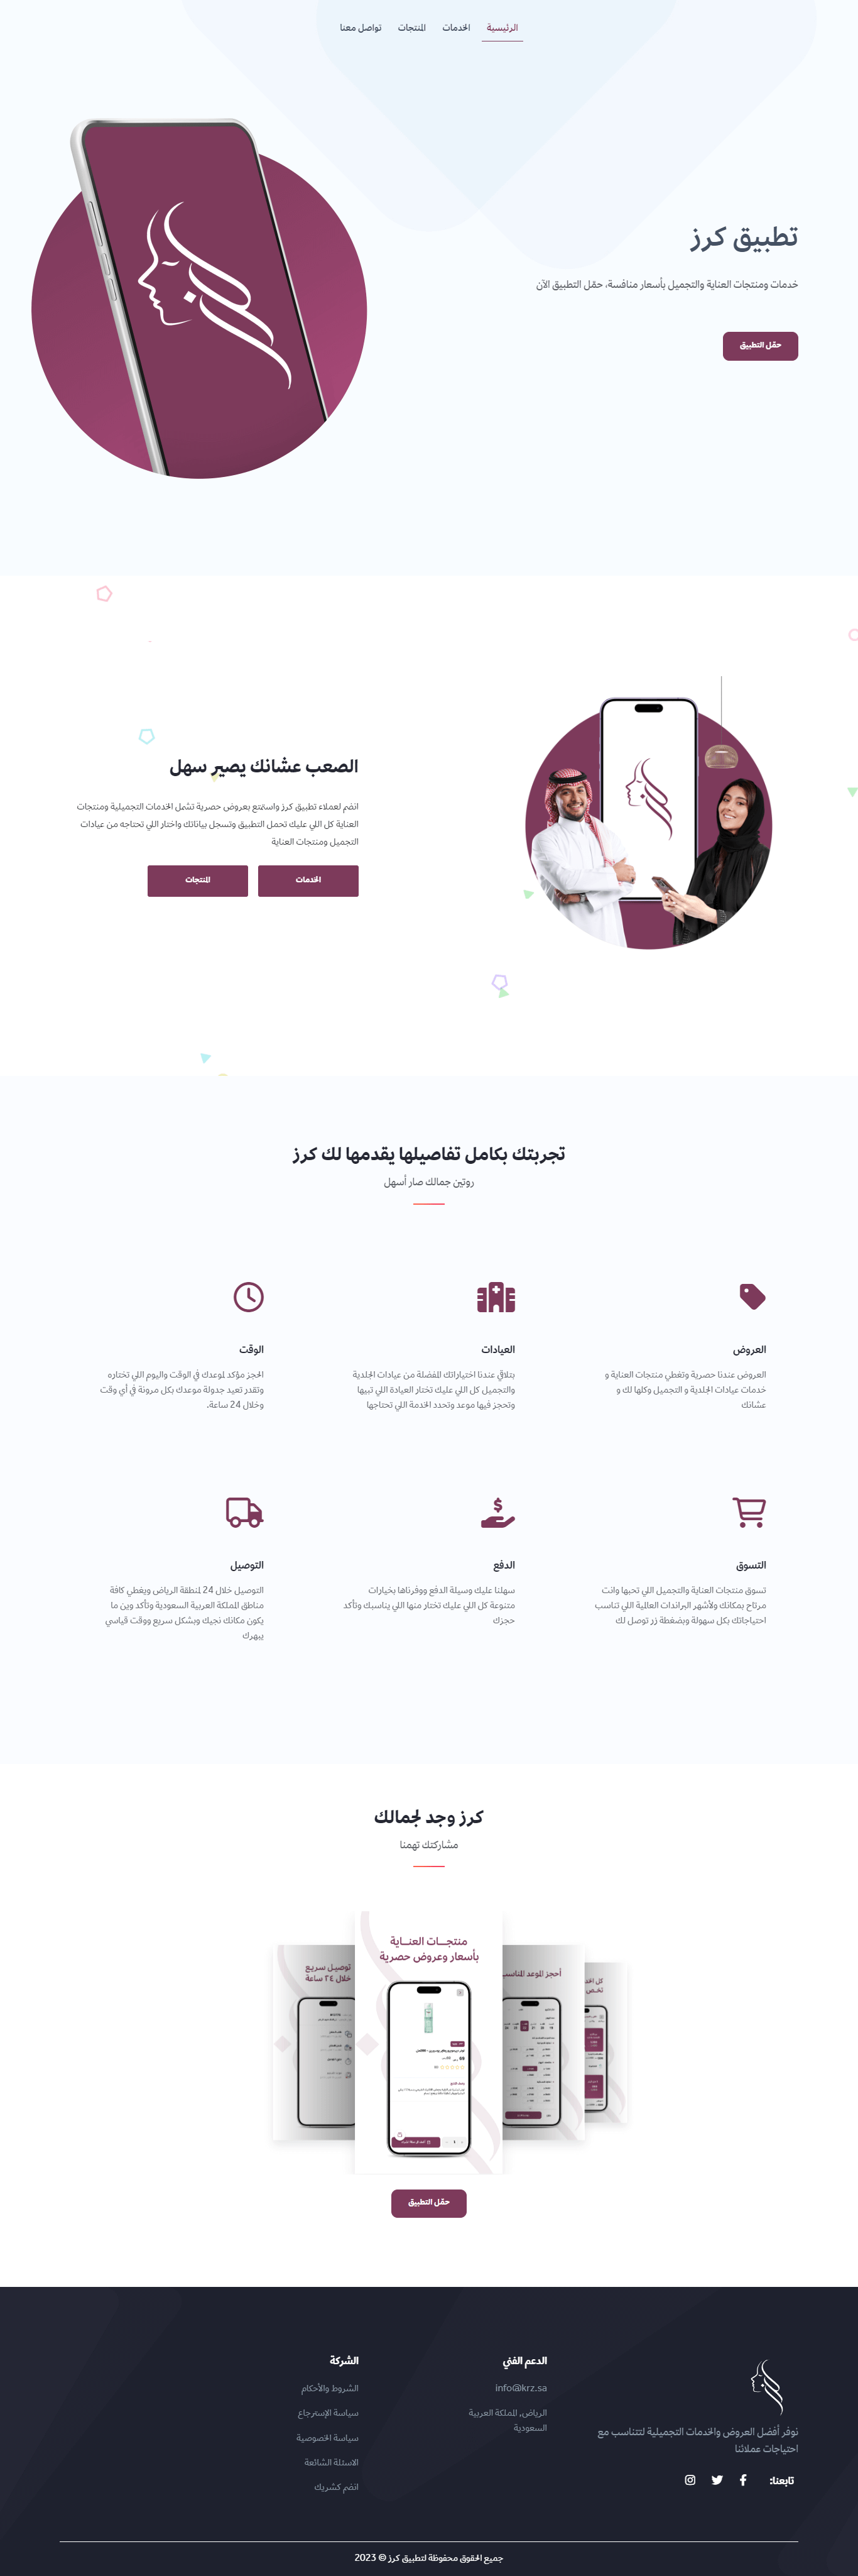 الرئيسية
الخدمات
المنتجات
تواصل معنا
تطبيق كرز
خدمات ومنتجات العناية والتجميل بأسعار منافسة، حمّل التطبيق الآن
حمّل التطبيق
الصعب عشانك يصير سهل
انضم لعملاء تطبيق كرز واستمتع بعروض حصرية تشمل الخدمات التجميلية ومنتجات
العناية كل اللي عليك تحمل التطبيق وتسجل بياناتك واختار اللي تحتاجه من عيادات
التجميل ومنتجات العناية
الخدمات
المنتجات
تجربتك بكامل تفاصيلها يقدمها لك كرز
روتين جمالك صار أسهل
العروض
العروض عندنا حصرية وتغطي منتجات العناية و
خدمات عيادات الجلدية و التجميل وكلها لك و
عشانك
العيادات
بتلاقي عندنا اختياراتك المفضلة من عيادات الجلدية
والتجميل كل اللي عليك تختار العيادة اللي تبيها
وتحجز فيها موعد وتحدد الخدمة اللي تحتاجها
الوقت
الحجز مؤكد لموعدك في الوقت واليوم اللي تختاره
وتقدر تعيد جدولة موعدك بكل مرونة في أي وقت
وخلال 24 ساعة.
التسوق
تسوق منتجات العناية والتجميل اللي تحبها وانت
مرتاح بمكانك ولأشهر البراندات العالمية اللي تناسب
احتياجاتك بكل سهولة وبضغطة زر توصل لك
الدفع
سهلنا عليك وسيلة الدفع ووفرناها بخيارات
متنوعة كل اللي عليك تختار منها اللي يناسبك وتأكد
حجزك
التوصيل
التوصيل خلال 24 لمنطقة الرياض ويغطي كافة
مناطق المملكة العربية السعودية وتأكد وين ما
يكون مكانك نجيك وبشكل سريع ووقت قياسي
يبهرك
كرز وجد لجمالك
مشاركتك تهمنا
كل الخد
تخـص
أحجز الموعد المناسب
منتجــات العنــاية
بأسعار وعروض حصرية
توصيـل سريـع
خلال ٢٤ ساعة
حمّل التطبيق
نوفر أفضل العروض والخدمات التجميلية لتتناسب مع
احتياجات عملائنا
تابعنا:
الدعم الفني
info@krz.sa
الرياض, المملكة العربية
السعودية
الشركة
الشروط والأحكام
سياسة الإسترجاع
سياسة الخصوصية
الاسئلة الشائعة
انضم كشريك
جميع الحقوق محفوظة لتطبيق كرز © 2023